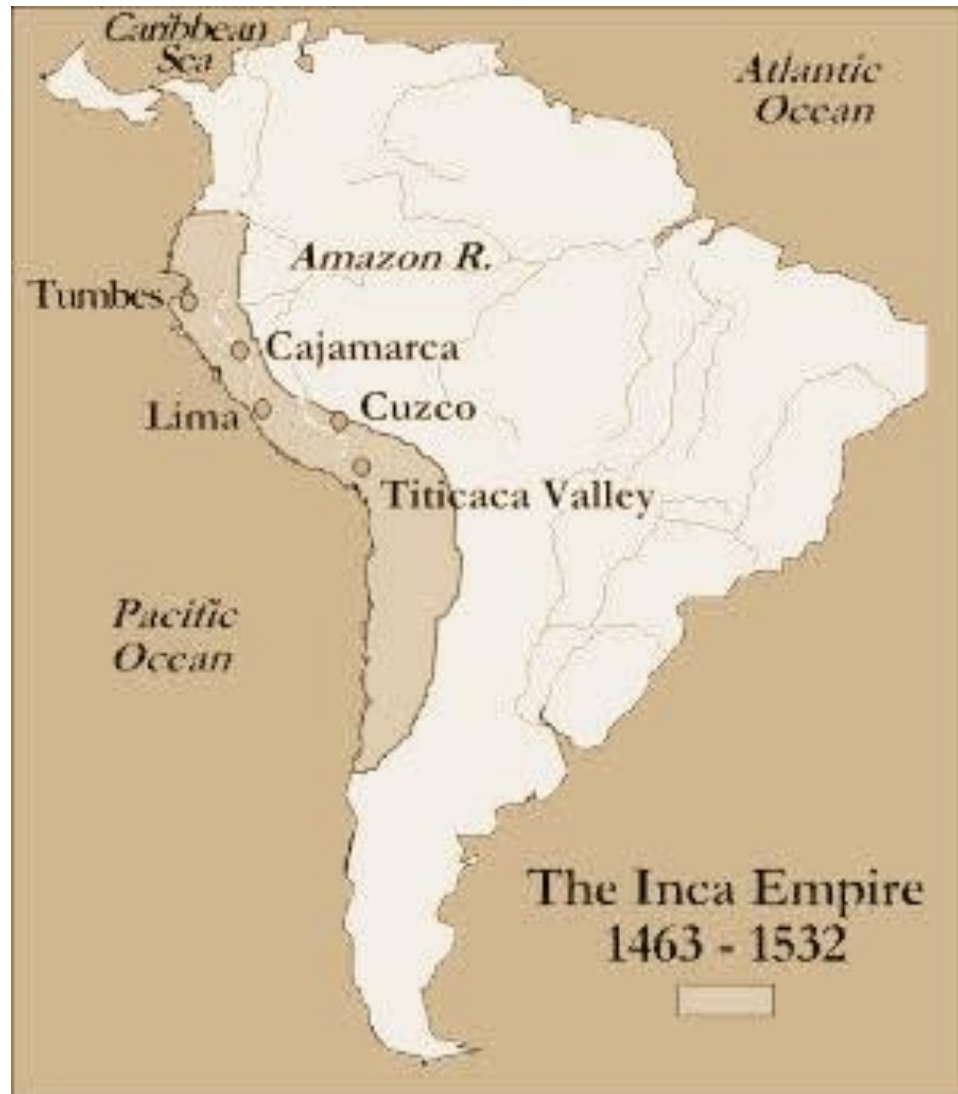 Caribbean
Sea
Atlantic
Ocean
Amazon R.
Tumbes
Cajamarca
Lima
Cuzco
Titicaca Valley
Pacific
Ocean
The Inca Empire
1463 - 1532